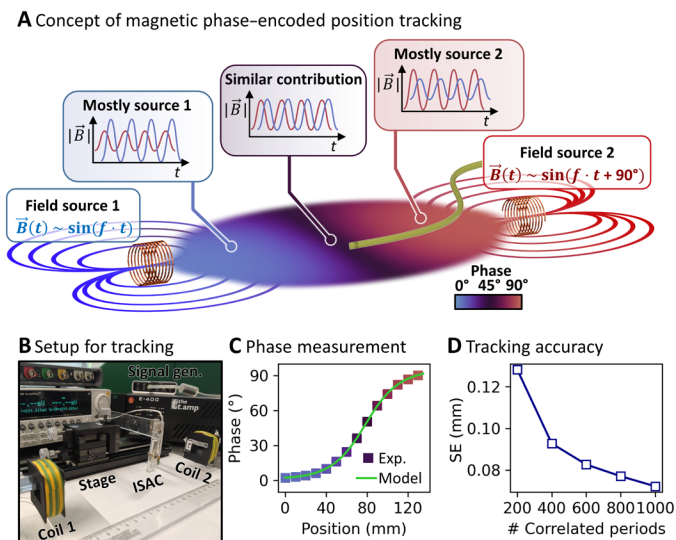 A Concept of magnetic phase-encoded position tracking
Mostly source 1
|B⃗|
t
Similar contribution
|B⃗|
t
Mostly source 2
|B⃗|
t
Field source 1
B⃗(t) ~ sin(f · t)
Field source 2
B⃗(t) ~ sin(f · t + 90°)
Phase
0° 45° 90°
B Setup for tracking
Signal gen.
E-400
the t.amp
Stage
ISAC
Coil 2
Coil 1
C Phase measurement
Phase (°)
90
60
30
0
Exp.
Model
0 40 80 120
Position (mm)
D Tracking accuracy
SE (mm)
0.12
0.10
0.08
200 400 600 800 1000
# Correlated periods